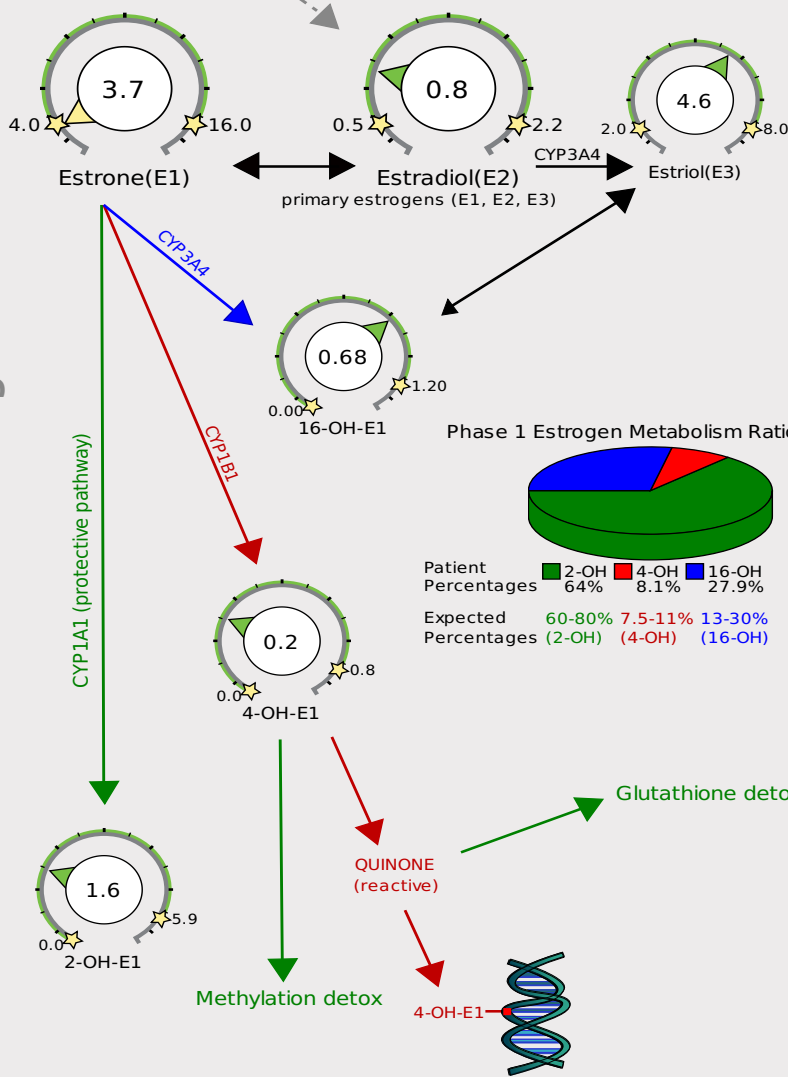 3.7
4.0
16.0
Estrone(E1)
0.8
0.5
2.2
Estradiol(E2)
primary estrogens (E1, E2, E3)
CYP3A4
4.6
2.0
8.0
Estriol(E3)
CYP3A4
0.68
0.00
1.20
16-OH-E1
CYP1B1
CYP1A1 (protective pathway)
Phase 1 Estrogen Metabolism Ratio
Patient
Percentages
2-OH 4-OH 16-OH
64% 8.1% 27.9%
Expected
Percentages
60-80% 7.5-11% 13-30%
(2-OH) (4-OH) (16-OH)
0.2
0.0
0.8
4-OH-E1
Glutathione deto
QUINONE
(reactive)
1.6
0.0
5.9
2-OH-E1
Methylation detox
4-OH-E1